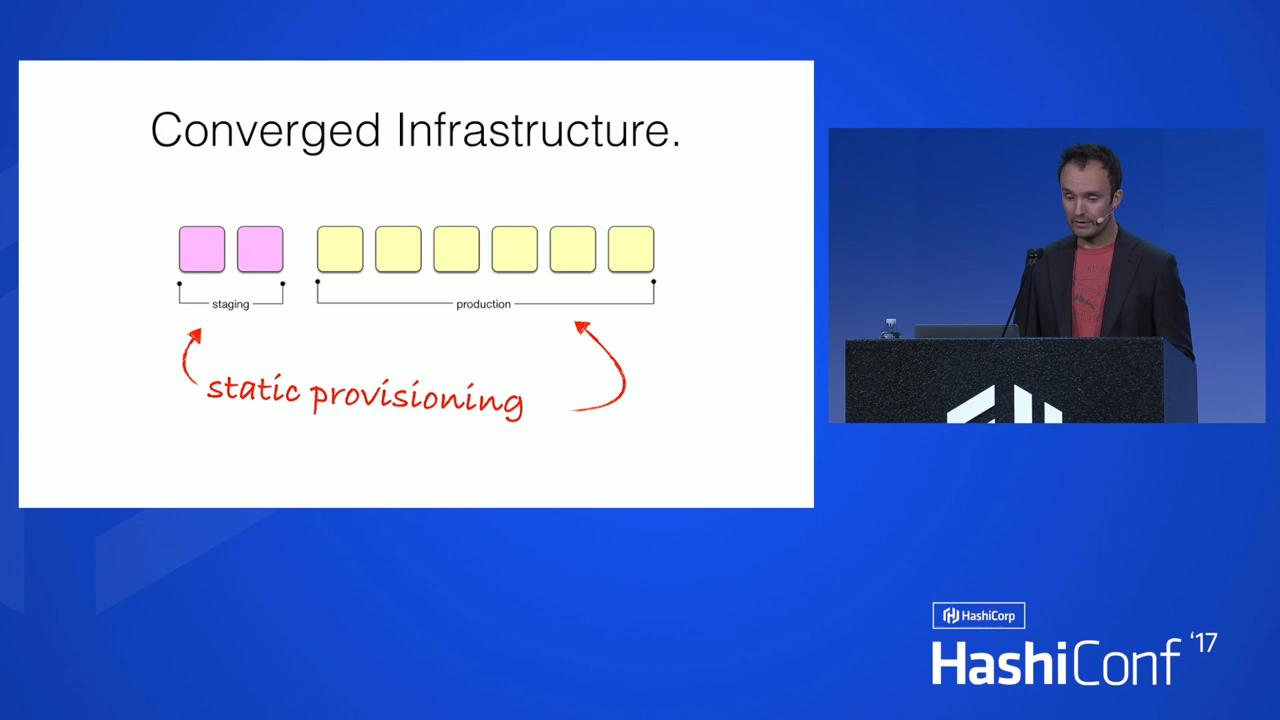 Converged Infrastructure.
staging
production
static provisioning
HashiCorp
HashiConf '17